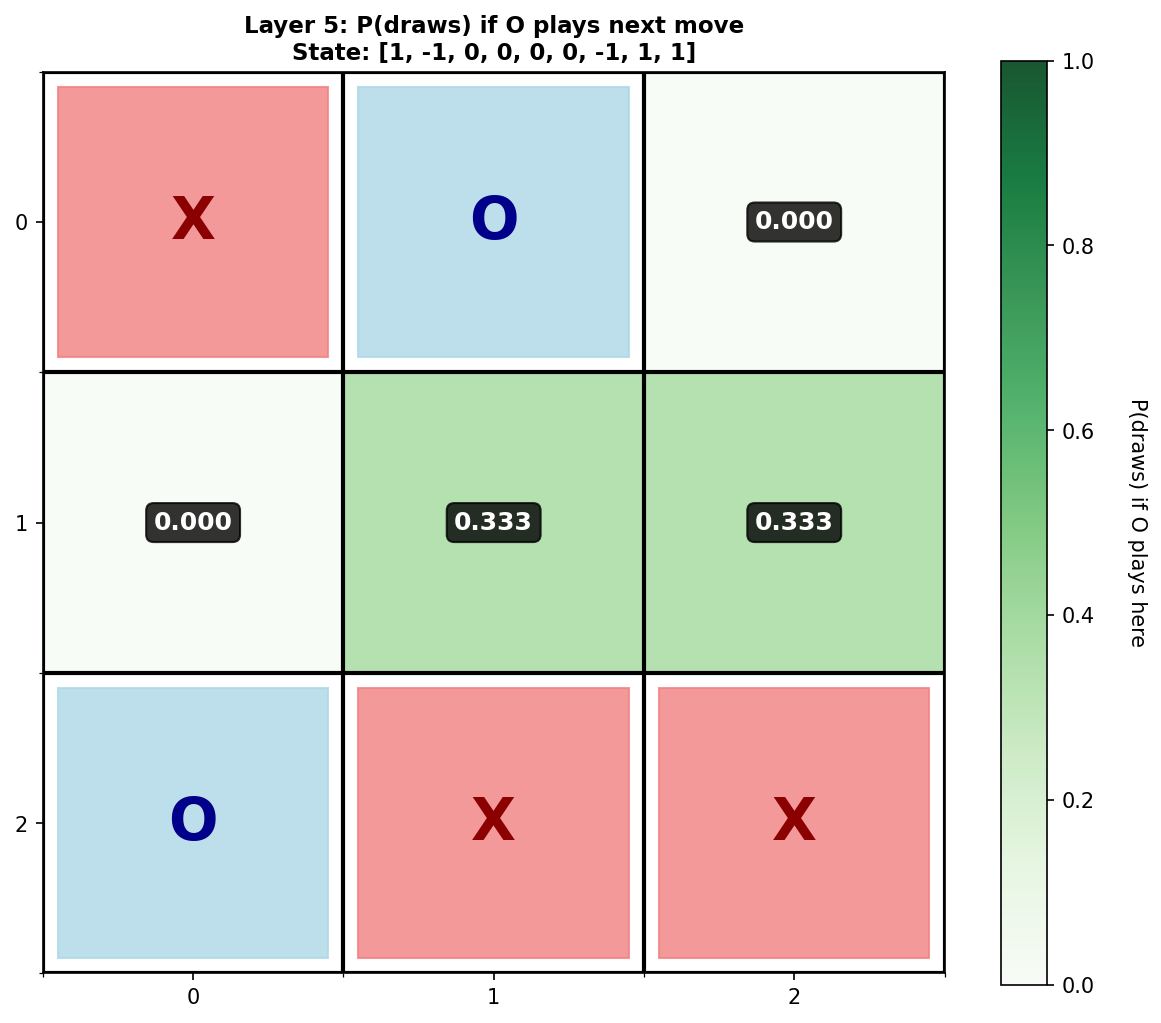 Layer 5: P(draws) if O plays next move
State: [1, -1, 0, 0, 0, 0, -1, 1, 1]
0
X
O
0.000
1
0.000
0.333
0.333
2
O
X
X
0
1
2
1.0
0.8
0.6
0.4
0.2
0.0
P(draws) if O plays here